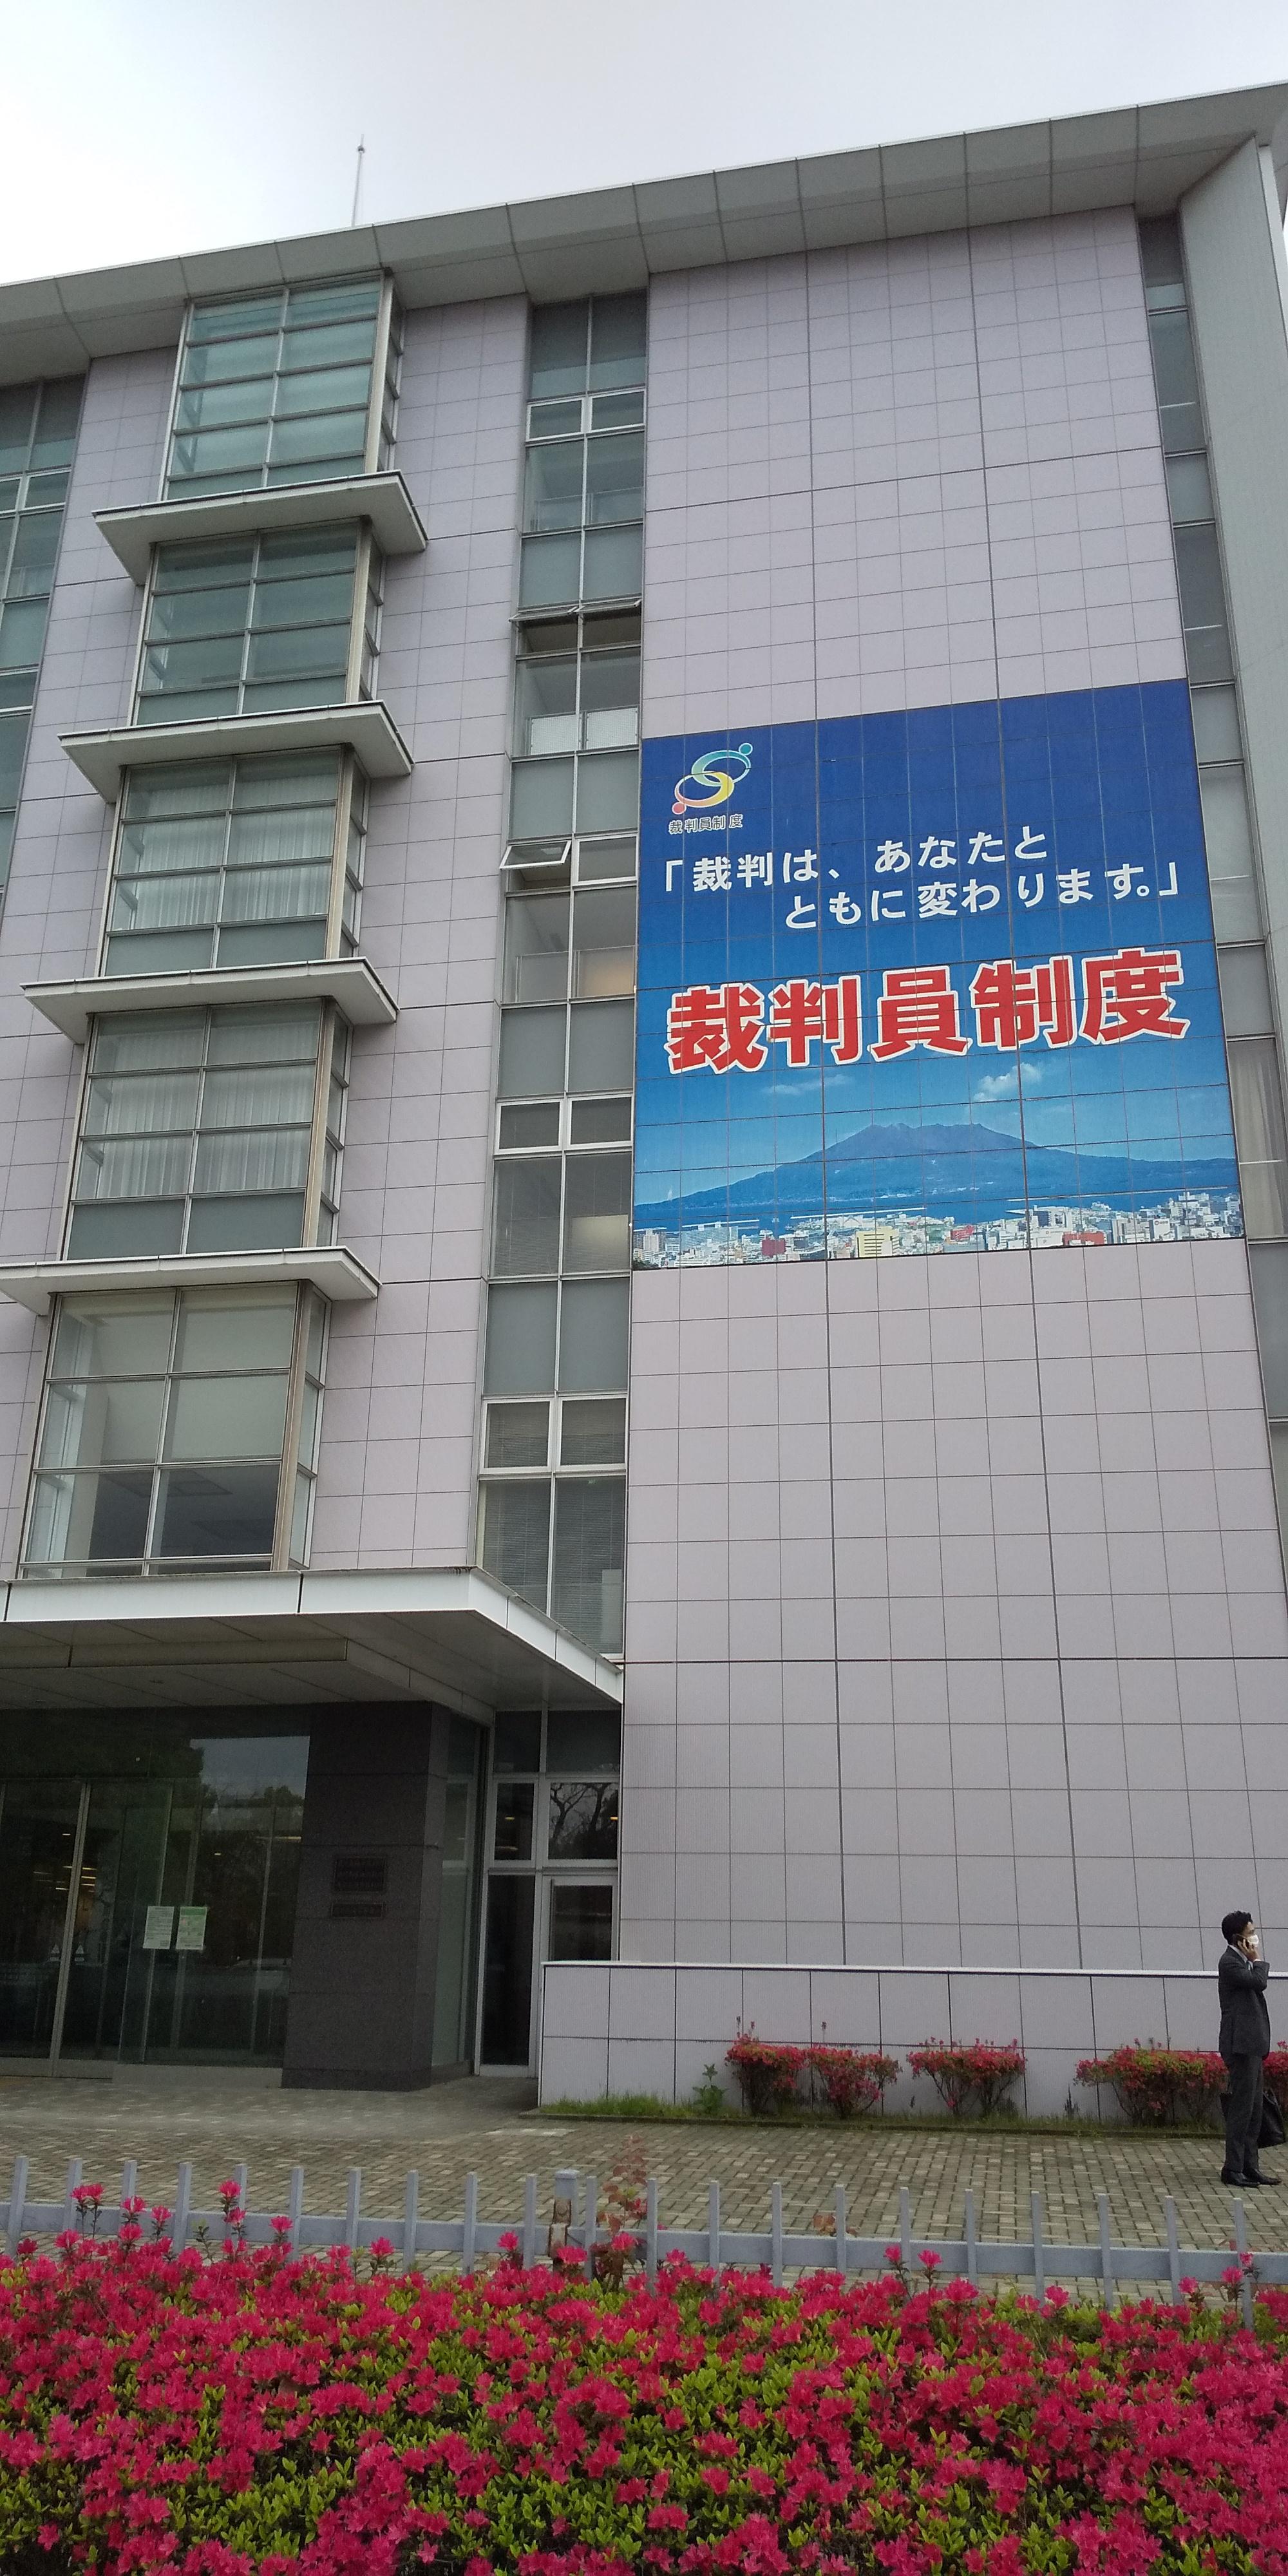 裁判員制度
「裁判は、あなたと
ともに変わります。」
裁判員制度